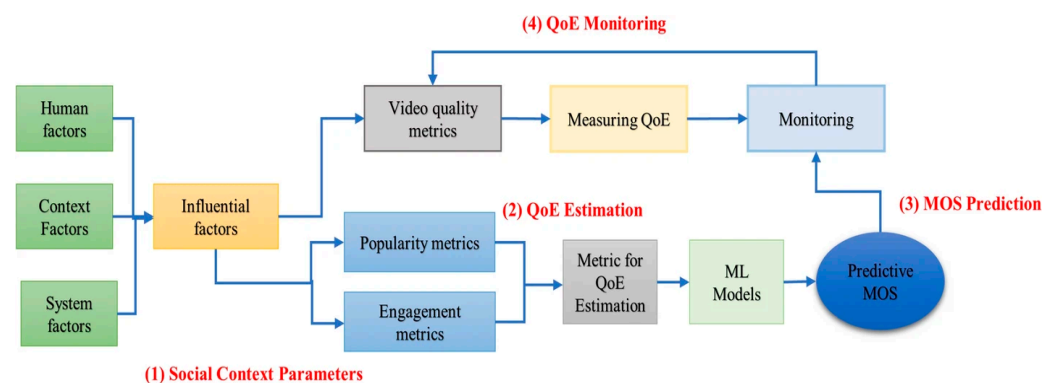 (4) QoE Monitoring
Human
factors
Video quality
metrics
Measuring QoE
Monitoring
Context
Factors
Influential
factors
(2) QoE Estimation
(3) MOS Prediction
Popularity metrics
Metric for
QoE
Estimation
ML
Models
Predictive
MOS
System
factors
Engagement
metrics
(1) Social Context Parameters